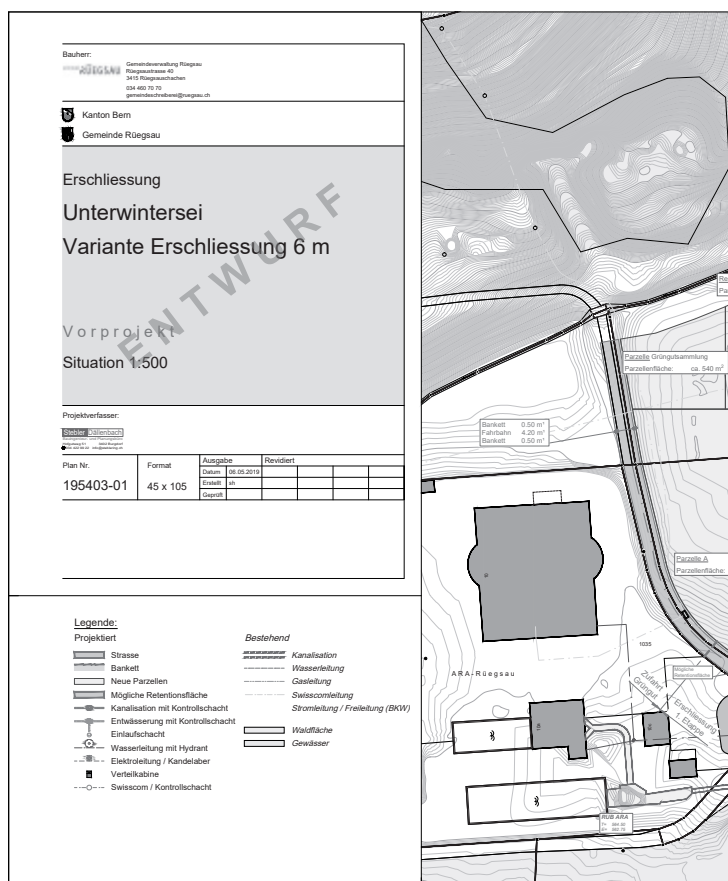 Bauherr:
RÜEGSAU
Gemeindeverwaltung Rüegsau
Rüegsaustrasse 40
3415 Rüegsauschachen
034 460 70 70
gemeindeschreiberei@ruegsau.ch
Kanton Bern
Gemeinde Rüegsau
Erschliessung
Unterwintersei
Variante Erschliessung 6 m
ENTWURF
Vorprojekt
Situation 1:500
Projektverfasser:
Stebler Dällenbach
Plan Nr.
195403-01
Format
45 x 105
Ausgabe Revidiert
Datum 06.05.2019
Erstellt sh
Geprüft
Legende:
Projektiert
Strasse
Bankett
Neue Parzellen
Mögliche Retentionsfläche
Kanalisation mit Kontrollschacht
Entwässerung mit Kontrollschacht
Einlaufschacht
Wasserleitung mit Hydrant
Elektroleitung / Kandelaber
Verteilkabine
Swisscom / Kontrollschacht
Bestehend
Kanalisation
Wasserleitung
Gasleitung
Swisscomleitung
Stromleitung / Freileitung (BKW)
Waldfläche
Gewässer
Re
Pa
Parzelle Grüngutsammlung
Parzellenfläche: ca. 540 m²
Bankett 0.50 m¹
Fahrbahn 4.20 m¹
Bankett 0.50 m¹
Parzelle A
Parzellenfläche:
1035
Mögliche
Retentionsfläche
ARA-Rüegsau
Zufahrt
Grüngut
Erschliessung
1. Etappe
RUB ARA